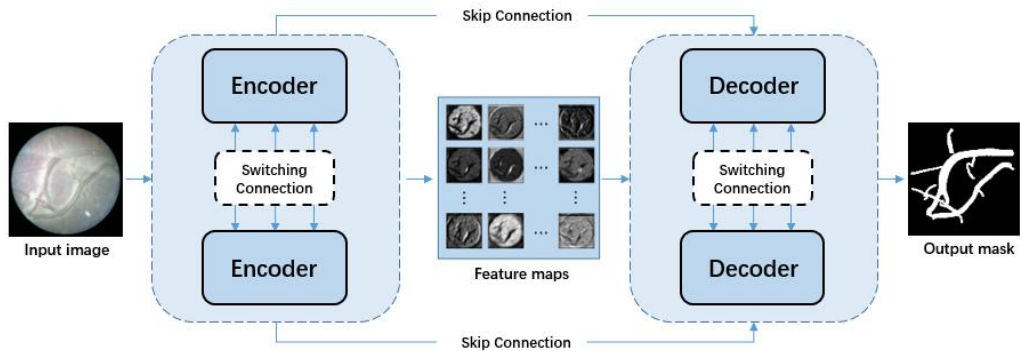 Skip Connection
Encoder
Switching
Connection
Encoder
Input image
...
...
...
Feature maps
Decoder
Switching
Connection
Decoder
Output mask
Skip Connection